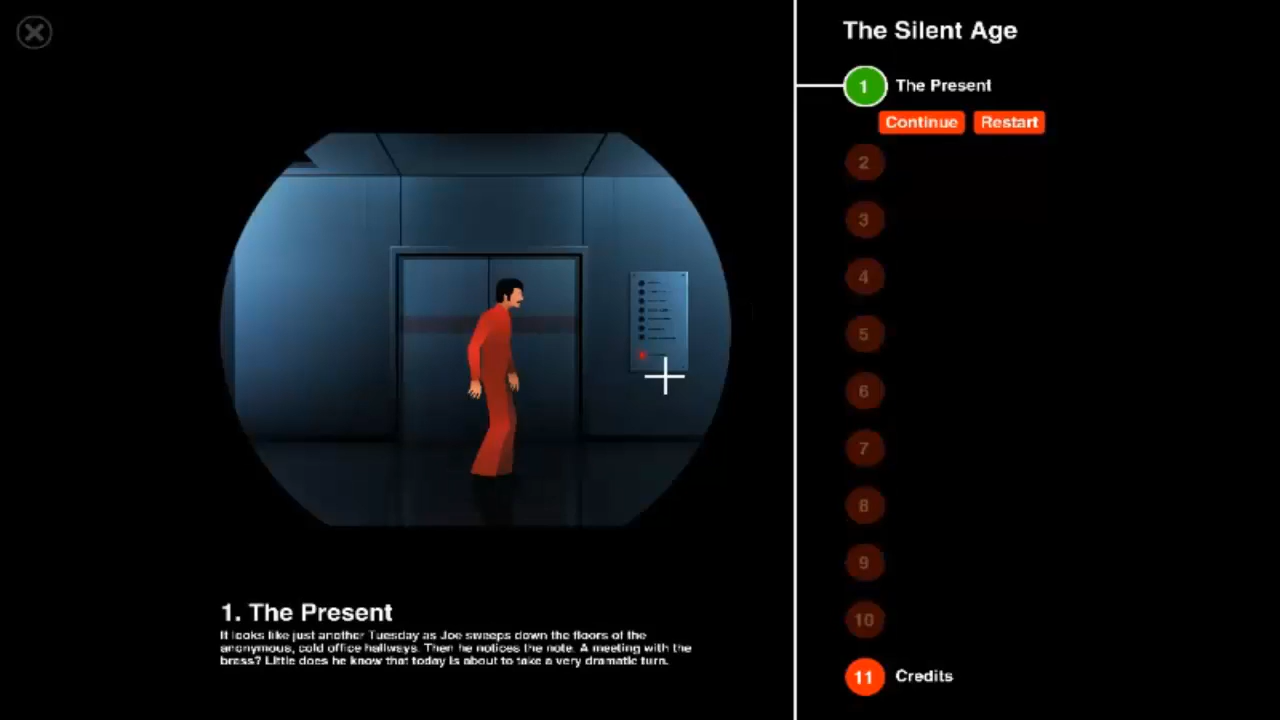 The Silent Age
1 The Present
Continue Restart
2
3
4
5
6
7
8
9
10
11 Credits
1. The Present
It looks like just another Tuesday as Joe sweeps down the floors of the
anonymous, cold office hallways. Then he notices the note. A meeting with the
brass? Little does he know that today is about to take a very dramatic turn.